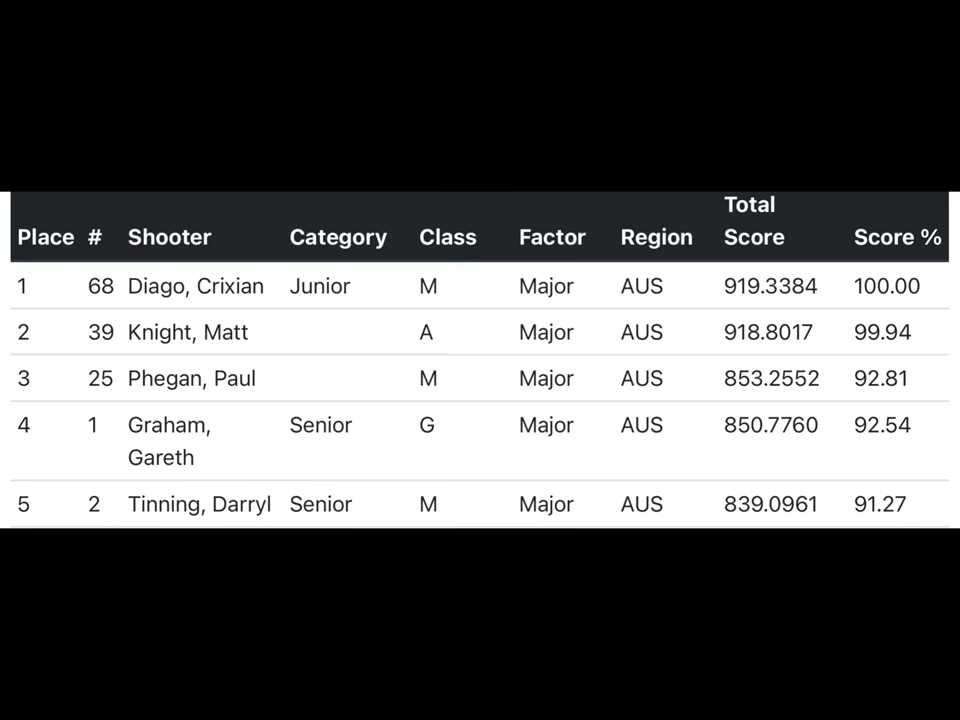 Place # Shooter Category Class Factor Region Total Score Score %
1 68 Diago, Crixian Junior M Major AUS 919.3384 100.00
2 39 Knight, Matt A Major AUS 918.8017 99.94
3 25 Phegan, Paul M Major AUS 853.2552 92.81
4 1 Graham, Gareth Senior G Major AUS 850.7760 92.54
5 2 Tinning, Darryl Senior M Major AUS 839.0961 91.27